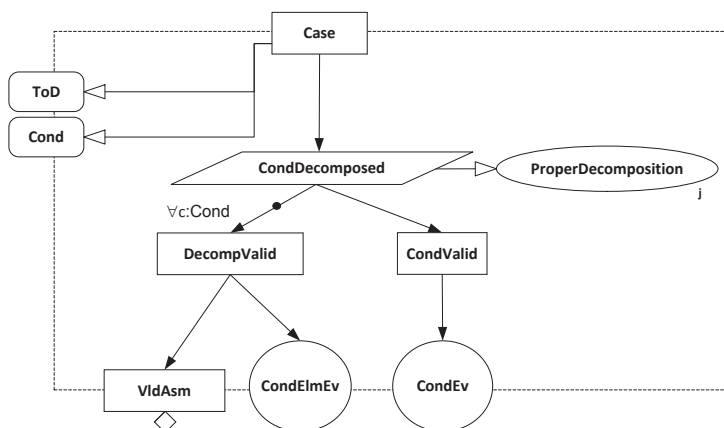 Case
ToD
Cond
CondDecomposed
ProperDecomposition
j
∀c:Cond
DecompValid
CondValid
VldAsm
CondElmEv
CondEv